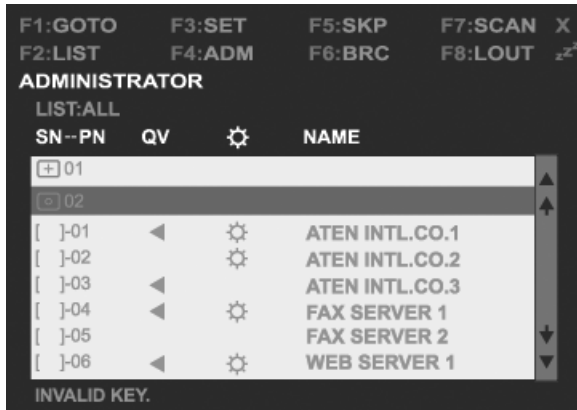 F1:GOTO F3:SET F5:SKP F7:SCAN X
F2:LIST F4:ADM F6:BRC F8:LOUT zzz
ADMINISTRATOR
LIST:ALL
SN--PN QV NAME
01
02
[ ]-01 ATEN INTL.CO.1
[ ]-02 ATEN INTL.CO.2
[ ]-03 ATEN INTL.CO.3
[ ]-04 FAX SERVER 1
[ ]-05 FAX SERVER 2
[ ]-06 WEB SERVER 1
INVALID KEY.